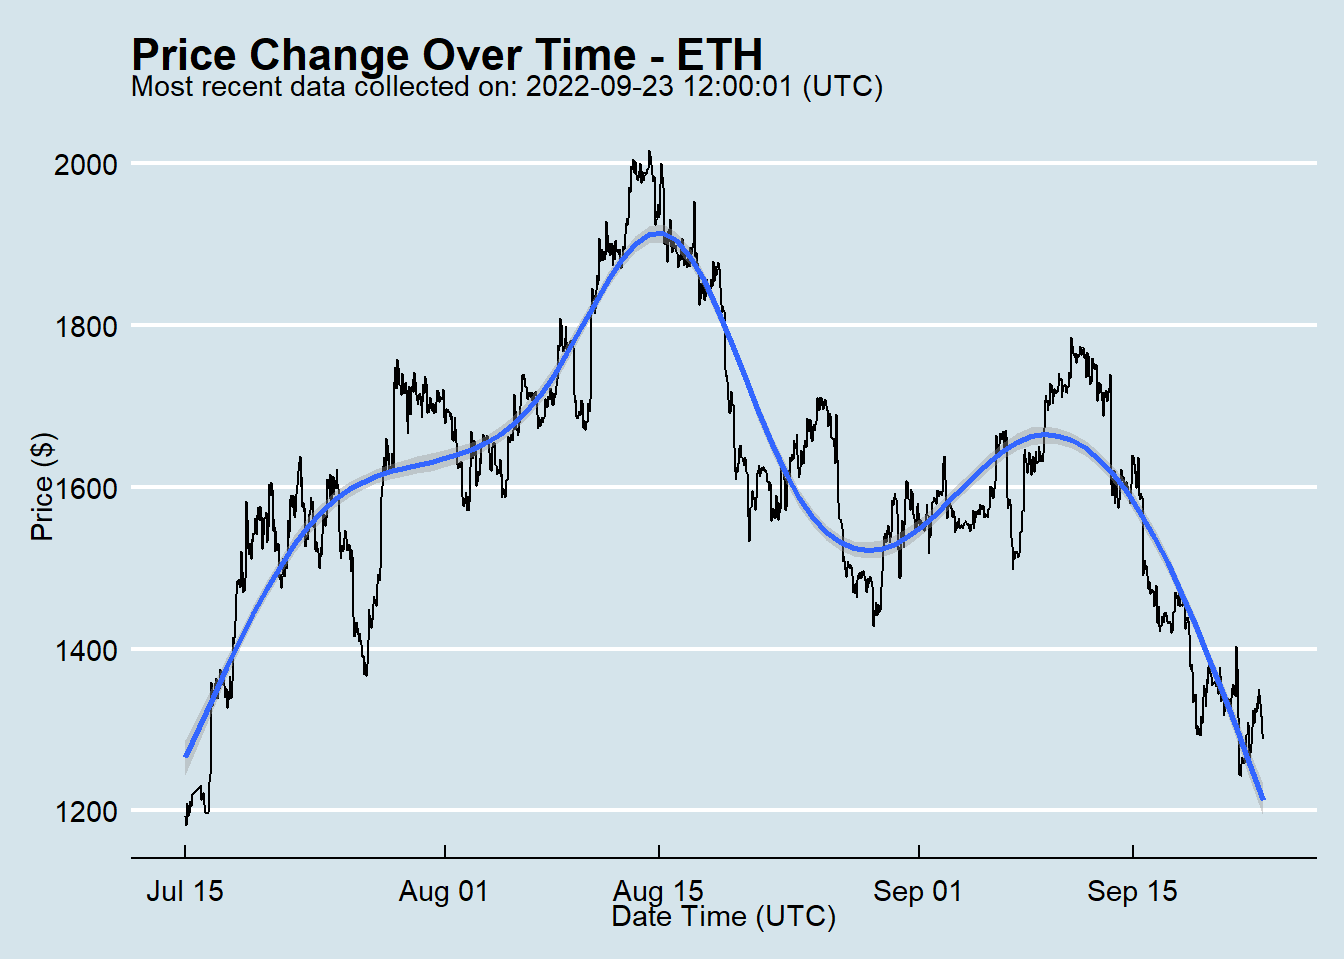 Price Change Over Time - ETH
Most recent data collected on: 2022-09-23 12:00:01 (UTC)
Price ($)
2000
1800
1600
1400
1200
Jul 15 Aug 01 Aug 15 Sep 01 Sep 15
Date Time (UTC)